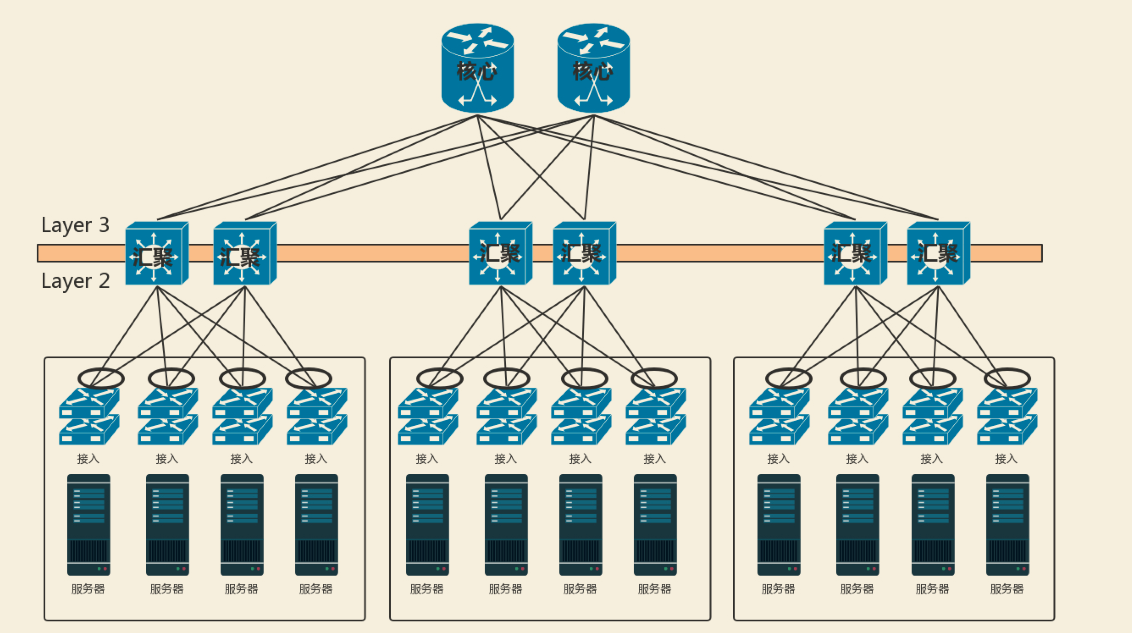 核心 核心
Layer 3
汇聚 汇聚 汇聚 汇聚 汇聚 汇聚
Layer 2
接入 接入 接入 接入 接入 接入 接入 接入 接入 接入 接入 接入
服务器 服务器 服务器 服务器 服务器 服务器 服务器 服务器 服务器 服务器 服务器 服务器